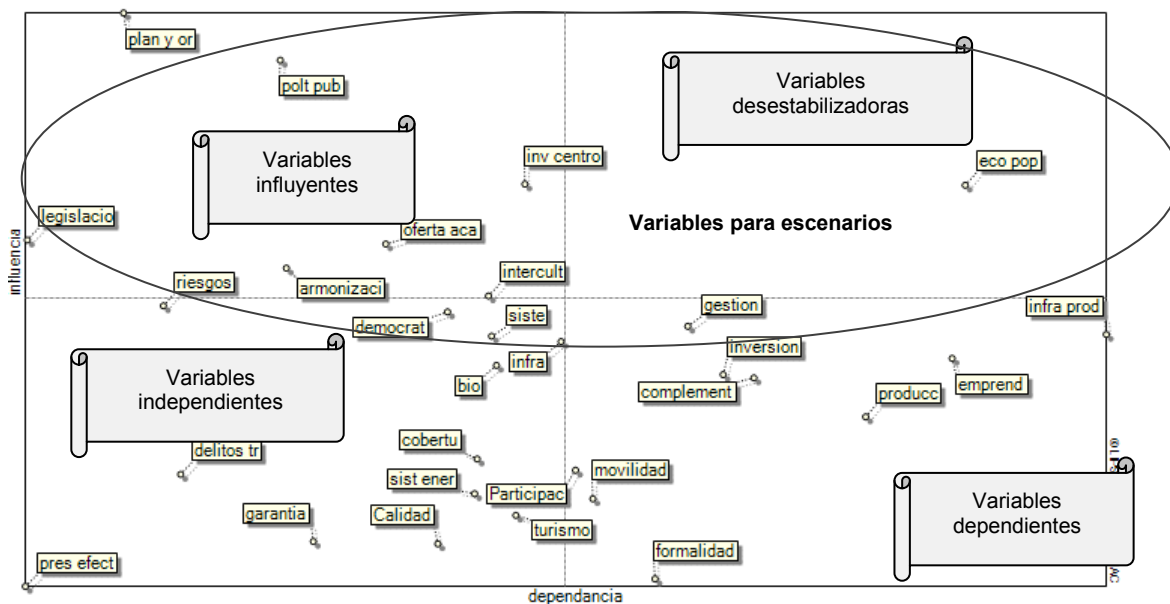 plan y or
polt pub
Variables
desestabilizadoras
Variables
influyentes
inv centro
eco pop
legislacio
oferta aca
Variables para escenarios
influencia
riesgos
armonizaci
intercult
gestion
infra prod
democrat
siste
infra
inversion
bio
complement
emprend
producc
Variables
independientes
delitos tr
cobertu
sist ener
Participac
movilidad
garantia
Calidad
turismo
Variables
dependientes
formalidad
pres efect
dependancia